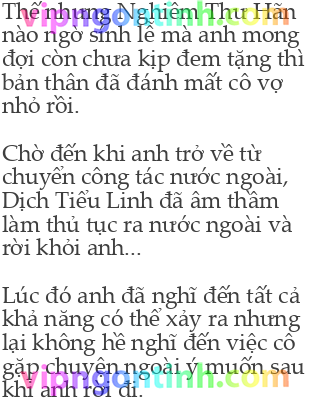 Thế nhưng Nghiêm Thư Hãn
nào ngờ sính lễ mà anh mong
đợi còn chưa kịp đem tặng thì
bản thân đã đánh mất cô vợ
nhỏ rồi.
Chờ đến khi anh trở về từ
chuyến công tác nước ngoài,
Dịch Tiểu Linh đã âm thầm
làm thủ tục ra nước ngoài và
rời khỏi anh...
Lúc đó anh đã nghĩ đến tất cả
khả năng có thể xảy ra nhưng
lại không hề nghĩ đến việc cô
gặp chuyện ngoài ý muốn sau
khi anh rời đi.
vipngontinh.com
vipngontinh.com